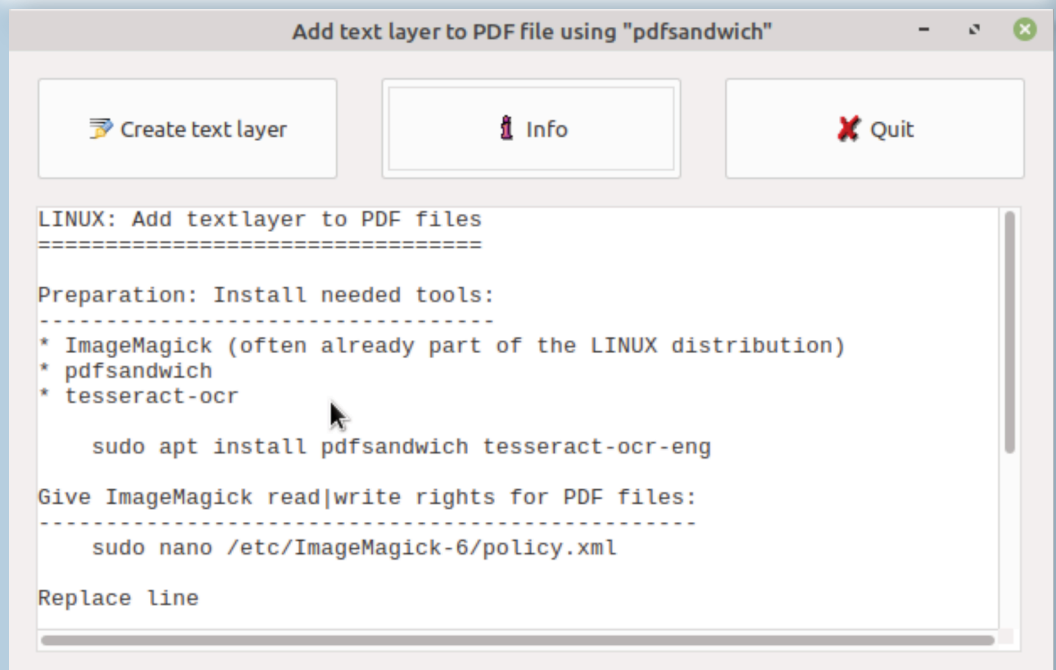 Add text layer to PDF file using "pdfsandwich"
Create text layer
Info
Quit
LINUX: Add textlayer to PDF files
=================================
Preparation: Install needed tools:
----------------------------------
* ImageMagick (often already part of the LINUX distribution)
* pdfsandwich
* tesseract-ocr
sudo apt install pdfsandwich tesseract-ocr-eng
Give ImageMagick read|write rights for PDF files:
-------------------------------------------------
sudo nano /etc/ImageMagick-6/policy.xml
Replace line